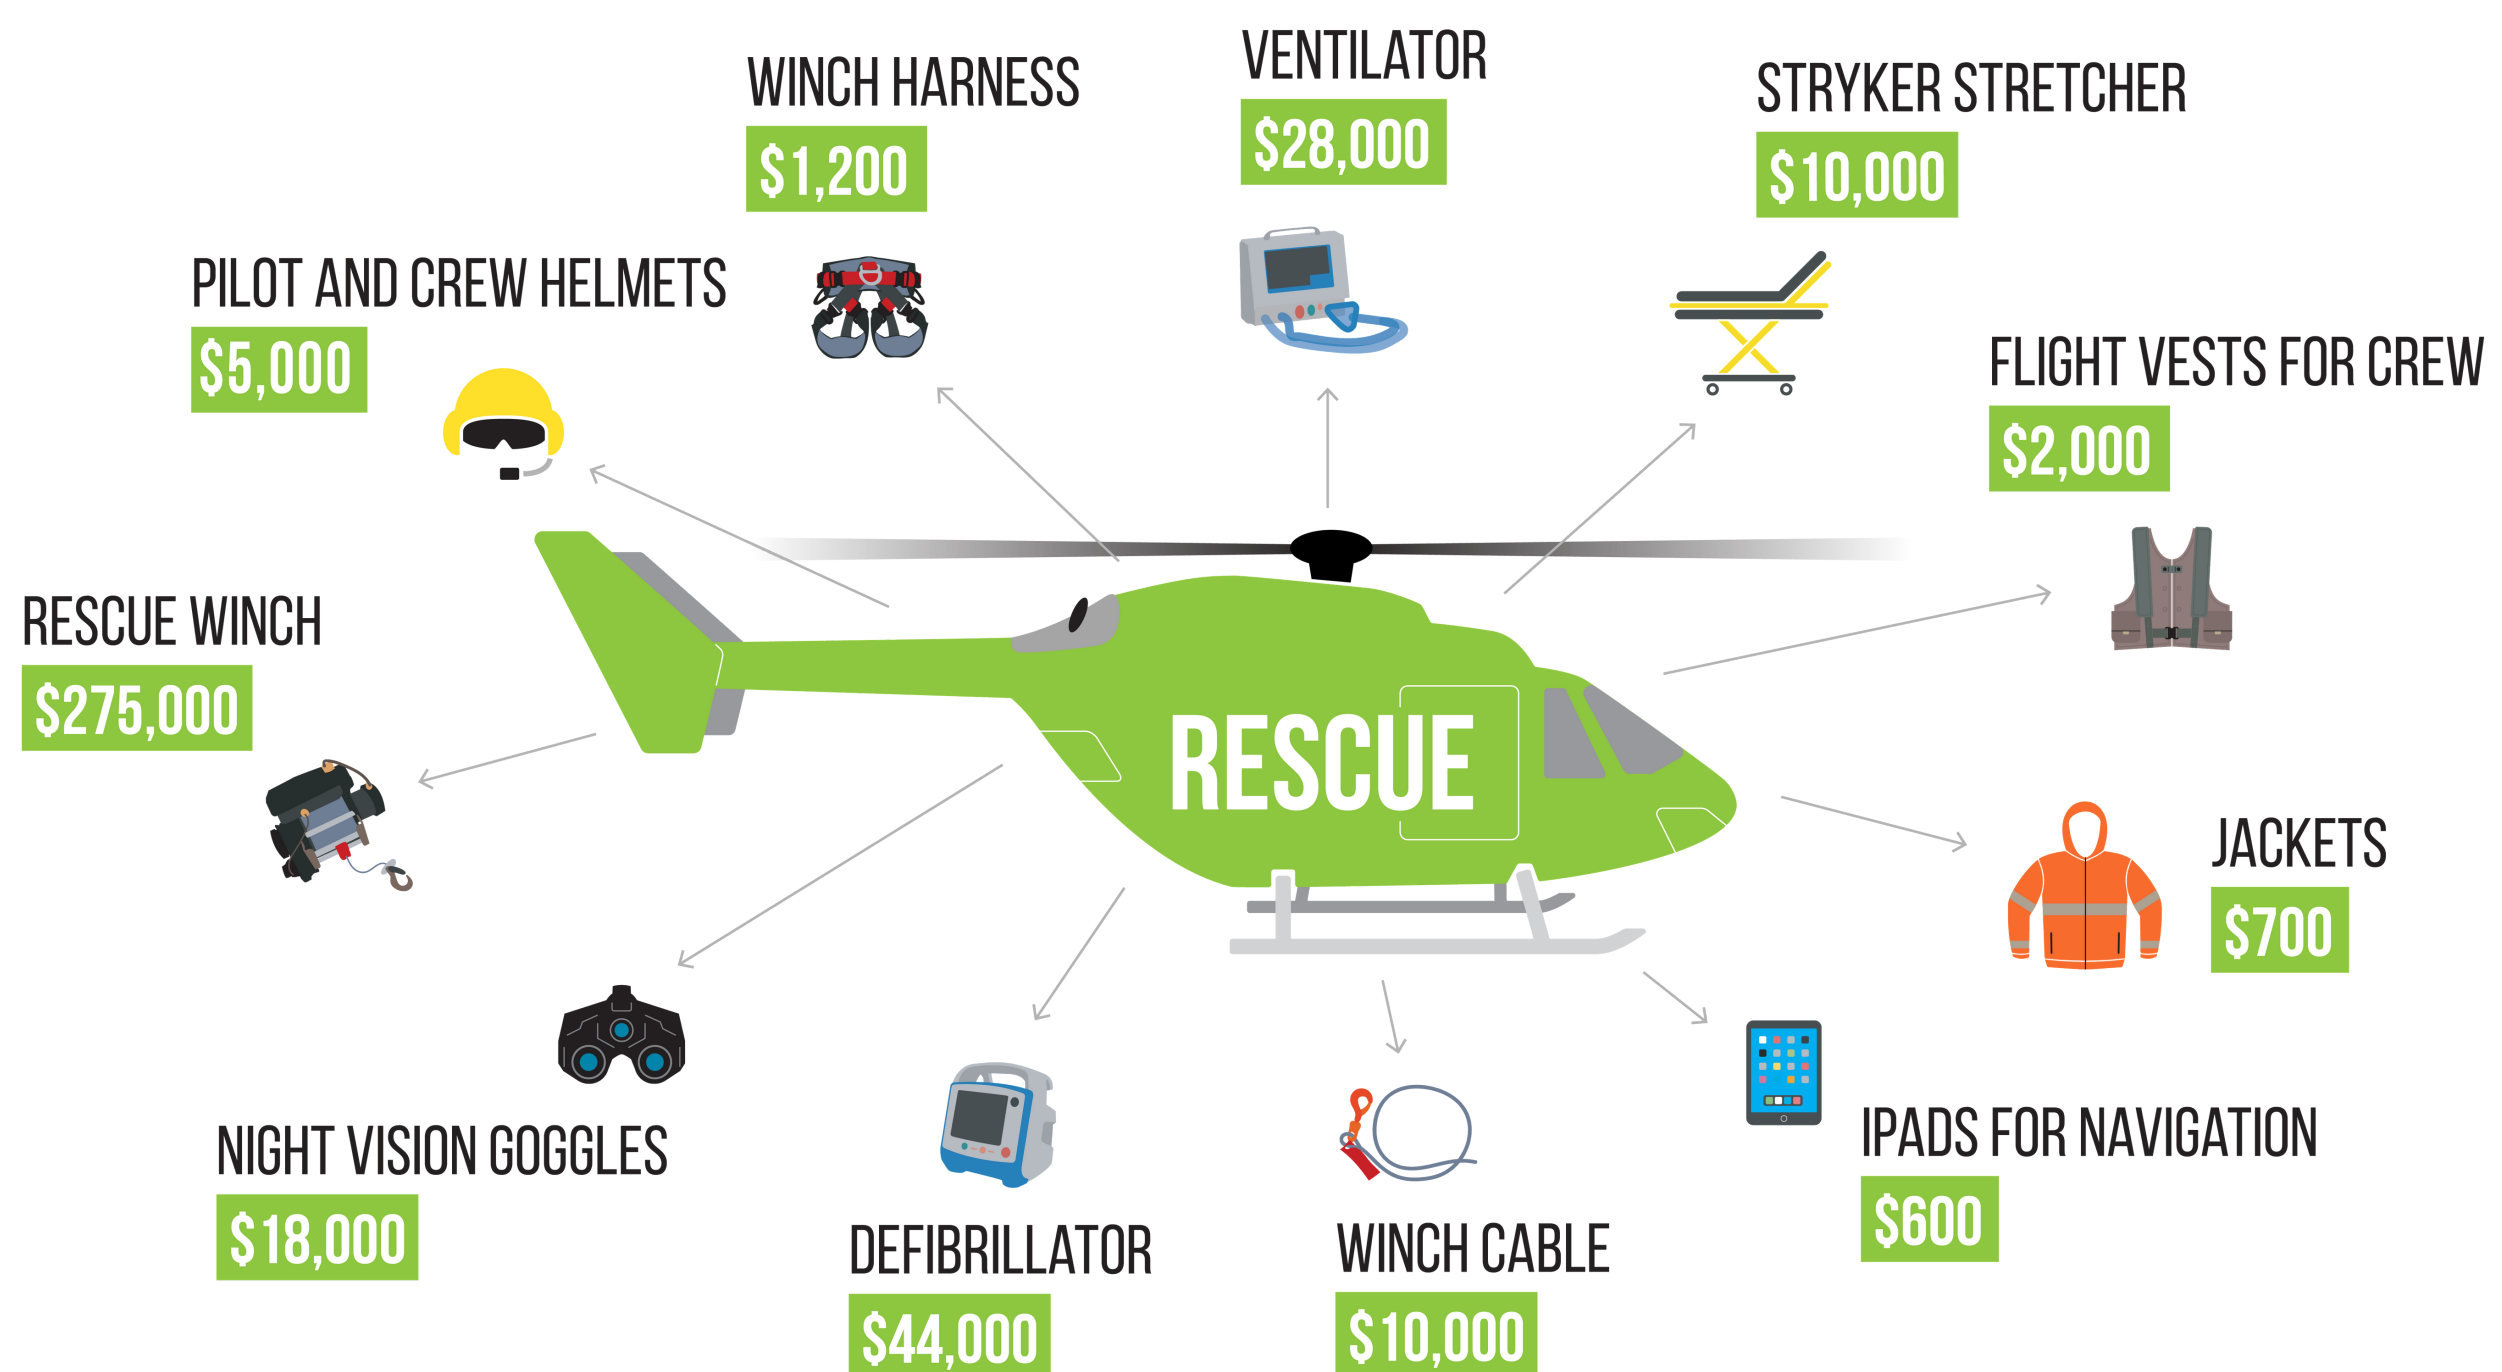 VENTILATOR
$28,000
WINCH HARNESS
$1,200
STRYKER STRETCHER
$10,000
PILOT AND CREW HELMETS
$5,000
FLIGHT VESTS FOR CREW
$2,000
RESCUE WINCH
$275,000
RESCUE
JACKETS
$700
IPADS FOR NAVIGATION
$600
NIGHT VISION GOGGLES
$18,000
DEFIBRILLATOR
$44,000
WINCH CABLE
$10,000